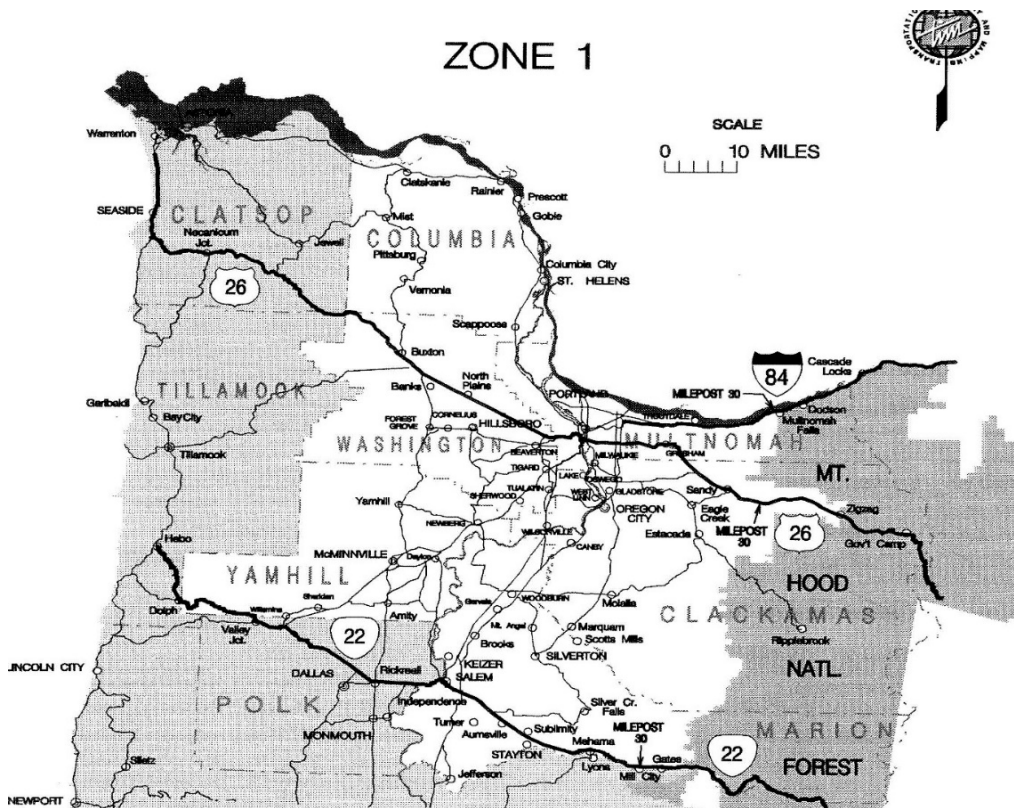 ZONE 1
TRANSPORTATION
AND MAPPING
SCALE
0 10 MILES
Warrenton
Clatskanie
Rainier
Prescott
Goble
SEASIDE
CLATSOP
Necanicum
Jct.
Jewell
Mist
COLUMBIA
Pittsburg
Columbia City
ST. HELENS
26
Vernonia
Scappoose
Buxton
TILLAMOOK
Banks
North
Plains
PORTLAND
84
MILEPOST 30
Cascade
Locks
Dodson
Multnomah
Falls
TROUTDALE
Garibaldi
Bay City
FOREST
GROVE
CORNELIUS
HILLSBORO
WASHINGTON
MULTNOMAH
Tillamook
BEAVERTON
MILWAUKIE
GRESHAM
MT.
TIGARD
LAKE
OSWEGO
TUALATIN
Sandy
Yamhill
SHERWOOD
WEST
LINN
GLADSTONE
OREGON
CITY
Eagle
Creek
MILEPOST
30
26
Zigzag
Gov't Camp
NEWBERG
WILSONVILLE
Estacada
CANBY
Hebo
McMINNVILLE
Dayton
HOOD
YAMHILL
Sheridan
Gervais
WOODBURN
Molalla
CLACKAMAS
Dolph
Willamina
Valley
Jct.
22
Amity
Mt. Angel
Marquam
Scotts Mills
Ripplebrook
Brooks
LINCOLN CITY
DALLAS
Rickreall
KEIZER
SALEM
SILVERTON
NATL.
POLK
Independence
Silver Cr.
Falls
MARION
MONMOUTH
Turner
Aumsville
Sublimity
STAYTON
Mehama
MILEPOST
30
Lyons
Mill City
Gates
22
FOREST
Siletz
Jefferson
NEWPORT